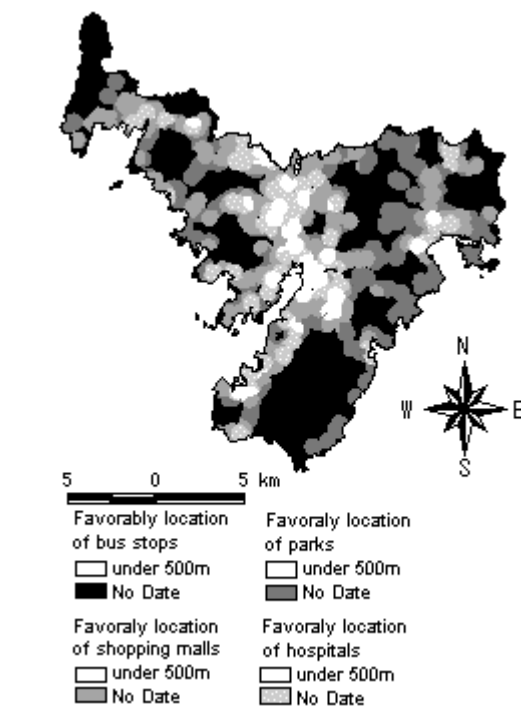 N
W E
S
5 0 5 km
Favorably location
of bus stops
under 500m
No Date
Favoraly location
of parks
under 500m
No Date
Favoraly location
of shopping malls
under 500m
No Date
Favoraly location
of hospitals
under 500m
No Date